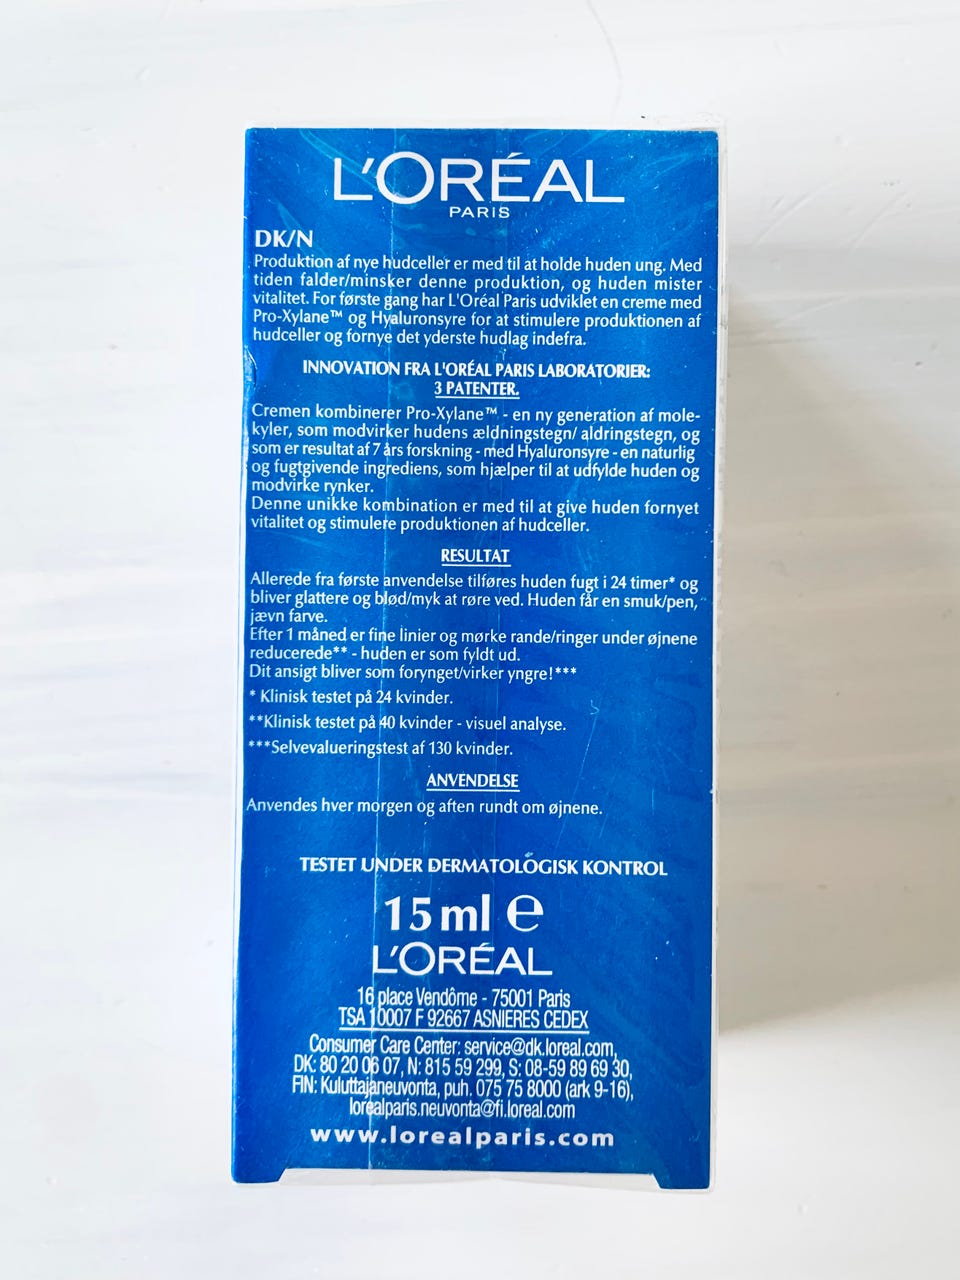 L'ORÉAL
PARIS
DK/N
Produktion af nye hudceller er med til at holde huden ung. Med
tiden falder/minsker denne produktion, og huden mister
vitalitet. For første gang har L'Oréal Paris udviklet en creme med
Pro-Xylane™ og Hyaluronsyre for at stimulere produktionen af
hudceller og fornye det yderste hudlag indefra.
INNOVATION FRA L'ORÉAL PARIS LABORATORIER:
3 PATENTER.
Cremen kombinerer Pro-Xylane™ - en ny generation af mole-
kyler, som modvirker hudens ældningstegn/ aldringstegn, og
som er resultat af 7 års forskning - med Hyaluronsyre - en naturlig
og fugtgivende ingrediens, som hjælper til at udfylde huden og
modvirke rynker.
Denne unikke kombination er med til at give huden fornyet
vitalitet og stimulere produktionen af hudceller.
RESULTAT
Allerede fra første anvendelse tilføres huden fugt i 24 timer* og
bliver glattere og blød/myk at røre ved. Huden får en smuk/pen,
jævn farve.
Efter 1 måned er fine linier og mørke rande/ringer under øjnene
reducerede** - huden er som fyldt ud.
Dit ansigt bliver som forynget/virker yngre!***
* Klinisk testet på 24 kvinder.
**Klinisk testet på 40 kvinder - visuel analyse.
***Selvevalueringstest af 130 kvinder.
ANVENDELSE
Anvendes hver morgen og aften rundt om øjnene.
TESTET UNDER DERMATOLOGISK KONTROL
15 ml e
L'ORÉAL
16 place Vendôme - 75001 Paris
TSA 10007 F 92667 ASNIERES CEDEX
Consumer Care Center: service@dk.loreal.com,
DK: 80 20 06 07, N: 815 59 299, S: 08-59 89 69 30,
FIN: Kuluttajaneuvonta, puh. 075 75 8000 (ark 9-16),
lorealparis.neuvonta@fi.loreal.com
www.lorealparis.com